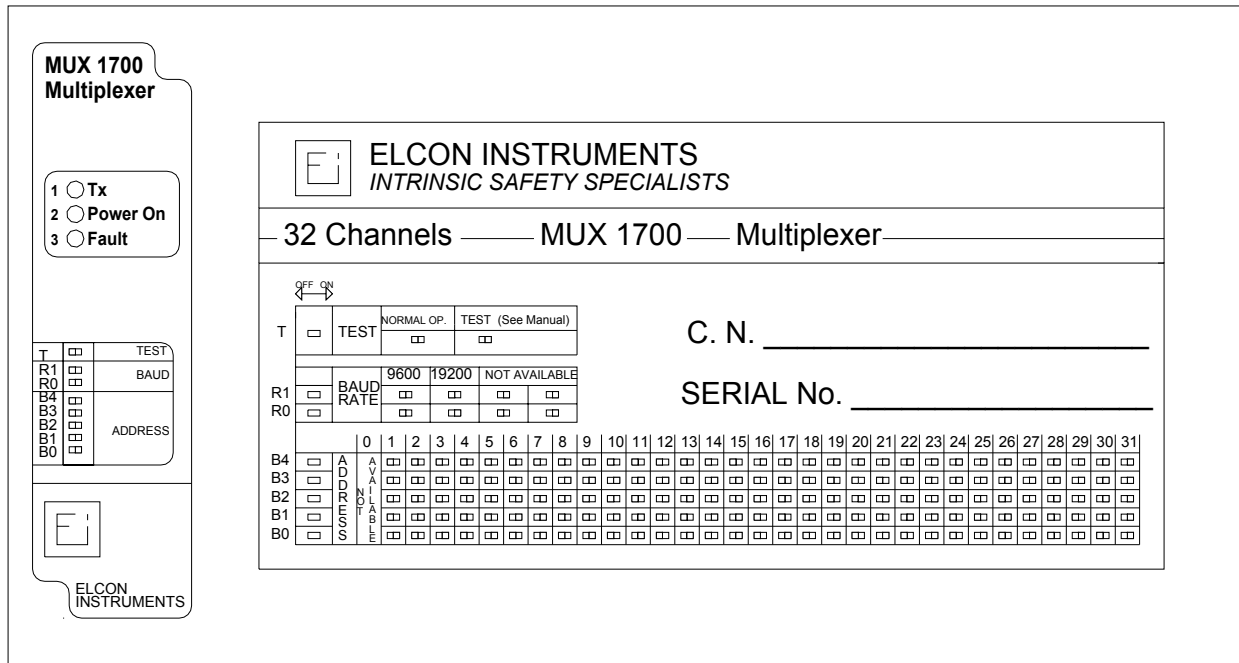 MUX 1700
Multiplexer
1 Tx
2 Power On
3 Fault
T TEST
R1 BAUD
R0
B4
B3
B2 ADDRESS
B1
B0
Ei
ELCON
INSTRUMENTS
Ei
ELCON INSTRUMENTS
INTRINSIC SAFETY SPECIALISTS
32 Channels MUX 1700 Multiplexer
OFF ON
T TEST NORMAL OP. TEST (See Manual)
R1 BAUD RATE 9600 19200 NOT AVAILABLE
R0
C. N.
SERIAL No.
0 1 2 3 4 5 6 7 8 9 10 11 12 13 14 15 16 17 18 19 20 21 22 23 24 25 26 27 28 29 30 31
B4
B3
B2
B1
B0
ADDRESS
NOT
AVAILABLE